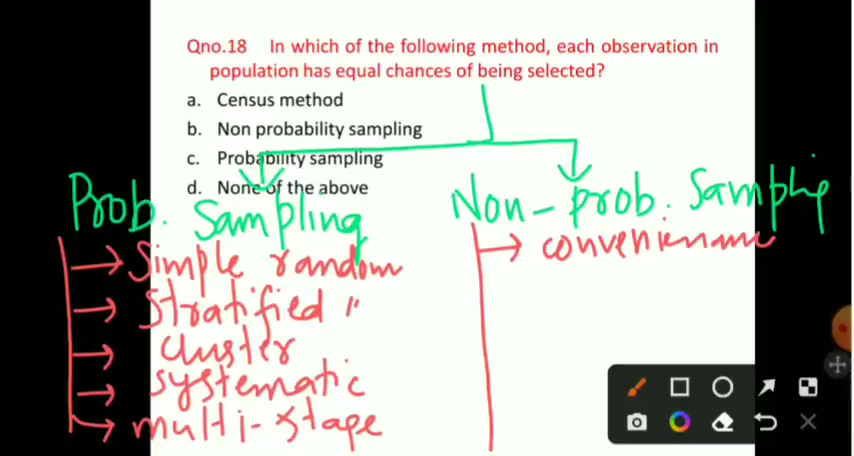 Qno.18 In which of the following method, each observation in
population has equal chances of being selected?
a. Census method
b. Non probability sampling
c. Probability sampling
d. None of the above
Prob. Sampling
Simple random
Stratified "
cluster
systematic
multi-stage
Non-prob. Sampling